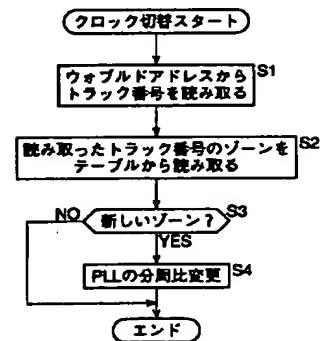 クロック切替スタート
ウォブルドアドレスから
トラック番号を読み取る
S1
読み取ったトラック番号のゾーンを
テーブルから読み取る
S2
新しいゾーン?
S3
NO
YES
PLLの分周比変更
S4
エンド